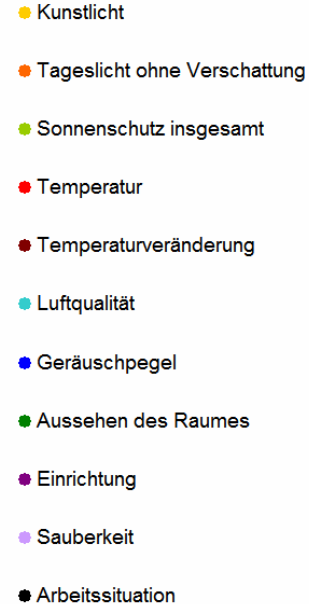 Kunstlicht
Tageslicht ohne Verschattung
Sonnenschutz insgesamt
Temperatur
Temperaturveränderung
Luftqualität
Geräuschpegel
Aussehen des Raumes
Einrichtung
Sauberkeit
Arbeitssituation